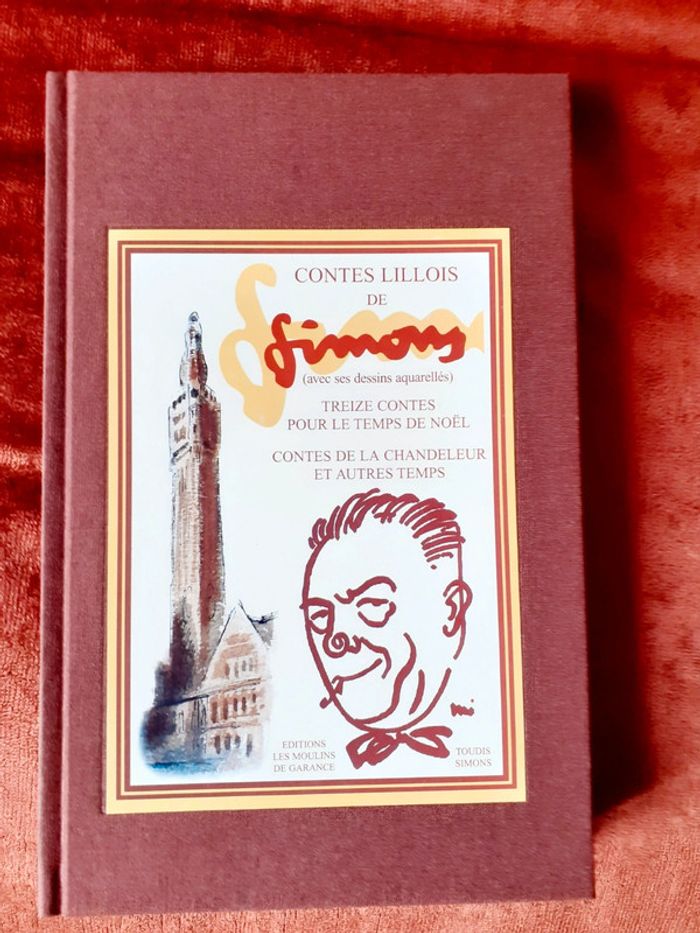 CONTES LILLOIS
DE
Simons
(avec ses dessins aquarellés)
TREIZE CONTES
POUR LE TEMPS DE NOËL
CONTES DE LA CHANDELEUR
ET AUTRES TEMPS
mi
EDITIONS
LES MOULINS
DE GARANCE
TOUDIS
SIMONS